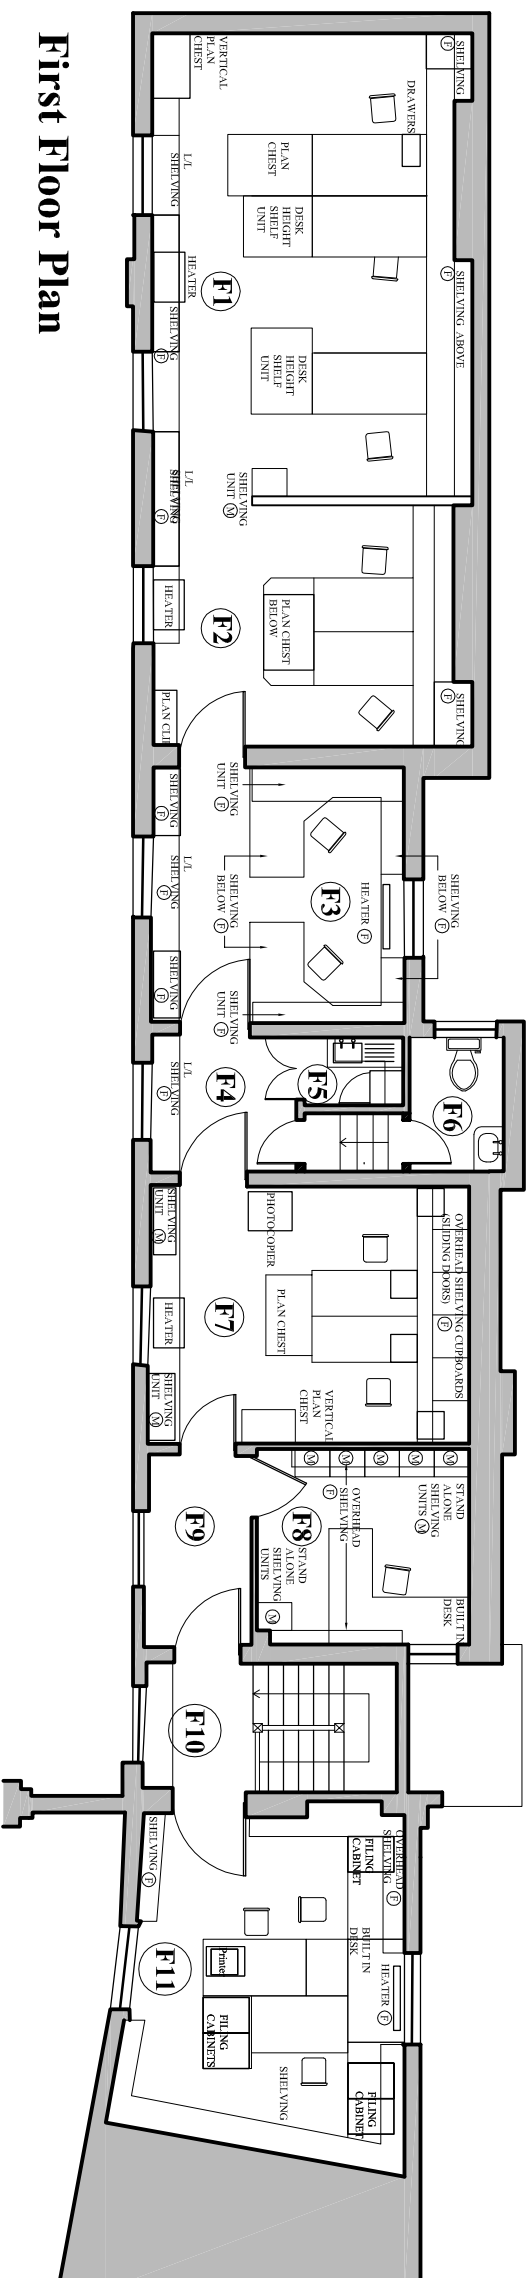 First Floor Plan
SHELVING
F
VERTICAL
PLAN
CHEST
DRAWERS
PLAN
CHEST
L/L
SHELVING
DESK
HEIGHT
SHELF
UNIT
HEATER
F1
F
SHELVING ABOVE
SHELVING
F
DESK
HEIGHT
SHELF
UNIT
L/L
SHELVING
F
SHELVING
UNIT M
HEATER
F2
PLAN CHEST
BELOW
SHELVING
F
PLAN CLI
SHELVING
F
SHELVING
UNIT F
L/L
SHELVING
F
SHELVING
BELOW F
F3
HEATER F
SHELVING
BELOW F
SHELVING
F
SHELVING
UNIT F
L/L
SHELVING
F
F4
F5
F6
SHELVING
UNIT M
PHOTOCOPIER
OVERHEAD SHELVING CUPBOARDS
(SLIDING DOORS) F
HEATER
F7
PLAN CHEST
SHELVING
UNIT M
VERTICAL
PLAN
CHEST
M
M
M
M
M
STAND
ALONE
SHELVING
UNITS M
OVERHEAD
SHELVING
F
F9
F8
STAND
ALONE
SHELVING
UNITS
M
BUILT IN
DESK
F10
SHELVING F
FILING
CABINET
OVERHEAD
SHELVING
F
BUILT IN
DESK
HEATER F
F11
Printer
FILING
CABINETS
SHELVING
FILING
CABINET